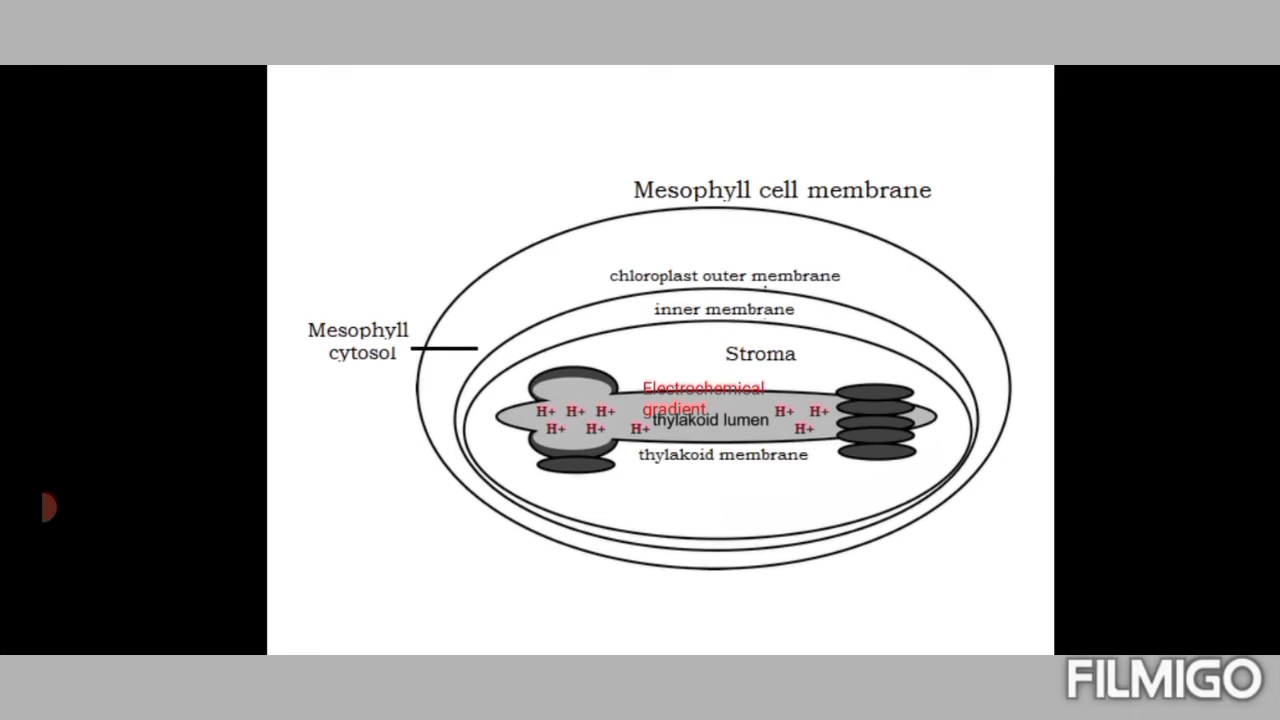 Mesophyll cell membrane
chloroplast outer membrane
inner membrane
Mesophyll
cytosol
Stroma
Electrochemical
gradient.
H+ H+ H+ H+ H+
thylakoid lumen
H+ H+ H+ H+
thylakoid membrane
FILMIGO